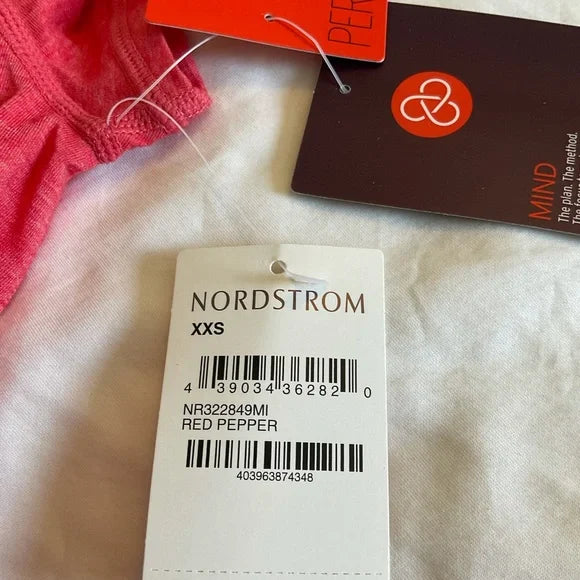 PER
MIND
The plan. The method.
NORDSTROM
XXS
4 39034 36282 0
NR322849MI
RED PEPPER
403963874348